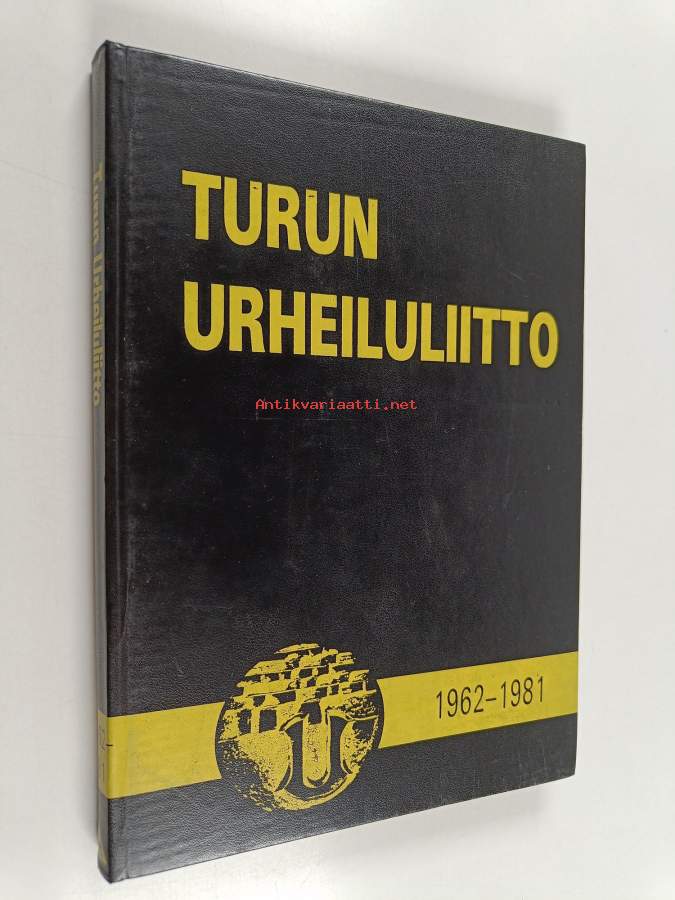 TURUN
URHEILULIITTO
Antikvariaatti.net
1962-1981
Turun Urheiluliitto